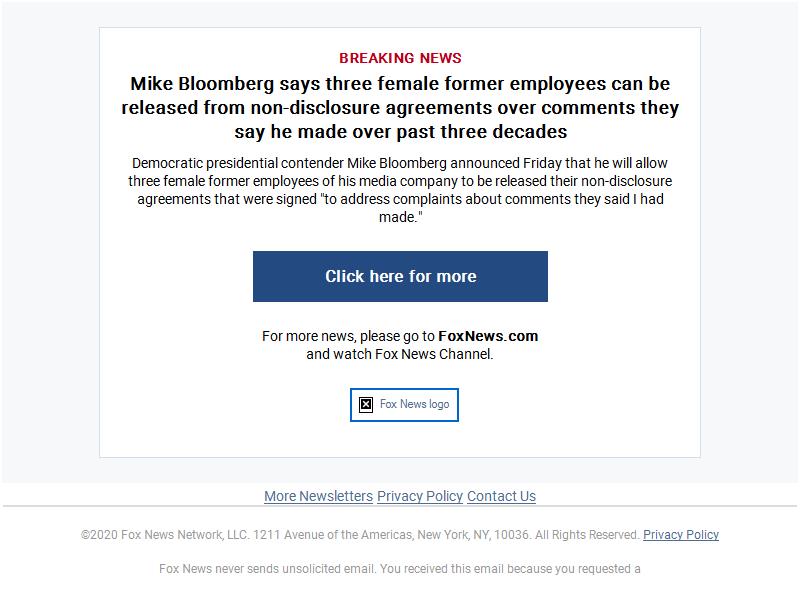 BREAKING NEWS
Mike Bloomberg says three female former employees can be
released from non-disclosure agreements over comments they
say he made over past three decades
Democratic presidential contender Mike Bloomberg announced Friday that he will allow
three female former employees of his media company to be released their non-disclosure
agreements that were signed "to address complaints about comments they said I had
made."
Click here for more
For more news, please go to FoxNews.com
and watch Fox News Channel.
Fox News logo
More Newsletters Privacy Policy Contact Us
©2020 Fox News Network, LLC. 1211 Avenue of the Americas, New York, NY, 10036. All Rights Reserved. Privacy Policy
Fox News never sends unsolicited email. You received this email because you requested a